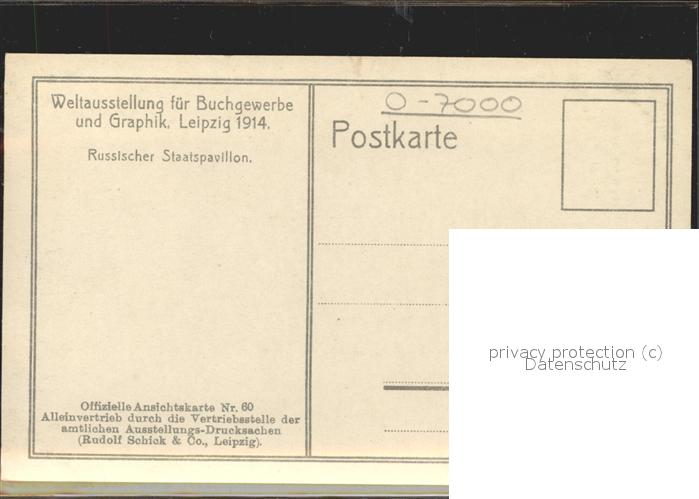 Weltausstellung für Buchgewerbe
und Graphik, Leipzig 1914.
Russischer Staatspavillon.
Offizielle Ansichtskarte Nr. 60
Alleinvertrieb durch die Vertriebsstelle der
amtlichen Ausstellungs-Drucksachen
(Rudolf Schick & Co., Leipzig).
O-7000
Postkarte
privacy protection (c)
Datenschutz